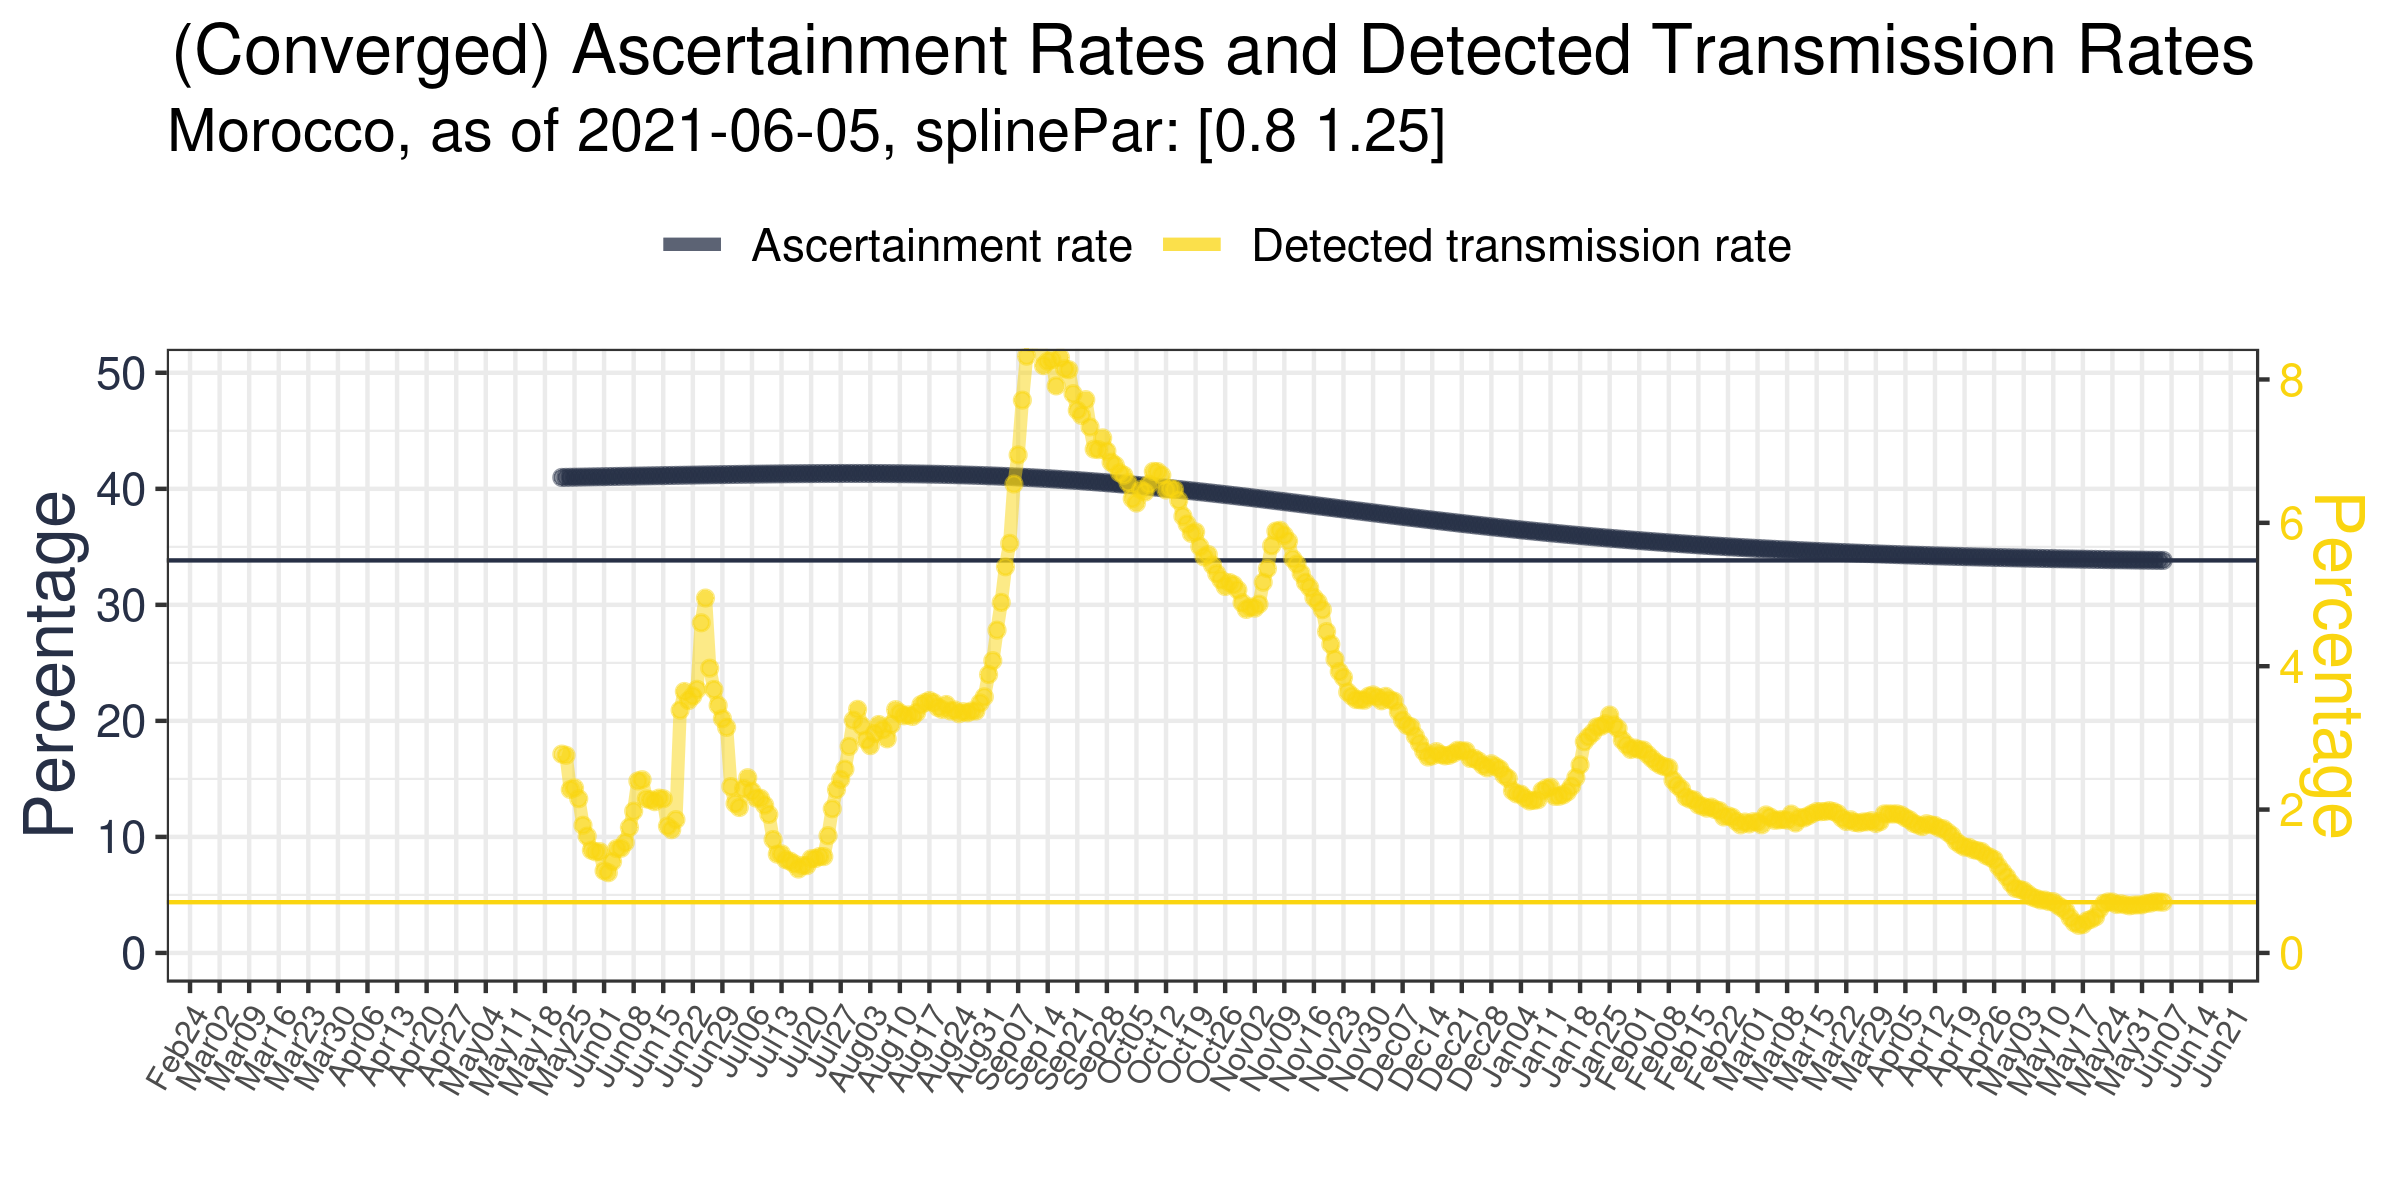 (Converged) Ascertainment Rates and Detected Transmission Rates
Morocco, as of 2021-06-05, splinePar: [0.8 1.25]
Ascertainment rate
Detected transmission rate
Percentage
50
40
30
20
10
0
8
6
4
2
0
Percentage
Feb24
Mar02
Mar09
Mar16
Mar23
Mar30
Apr06
Apr13
Apr20
Apr27
May04
May11
May18
May25
Jun01
Jun08
Jun15
Jun22
Jun29
Jul06
Jul13
Jul20
Jul27
Aug03
Aug10
Aug17
Aug24
Aug31
Sep07
Sep14
Sep21
Sep28
Oct05
Oct12
Oct19
Oct26
Nov02
Nov09
Nov16
Nov23
Nov30
Dec07
Dec14
Dec21
Dec28
Jan04
Jan11
Jan18
Jan25
Feb01
Feb08
Feb15
Feb22
Mar01
Mar08
Mar15
Mar22
Mar29
Apr05
Apr12
Apr19
Apr26
May03
May10
May17
May24
May31
Jun07
Jun14
Jun21